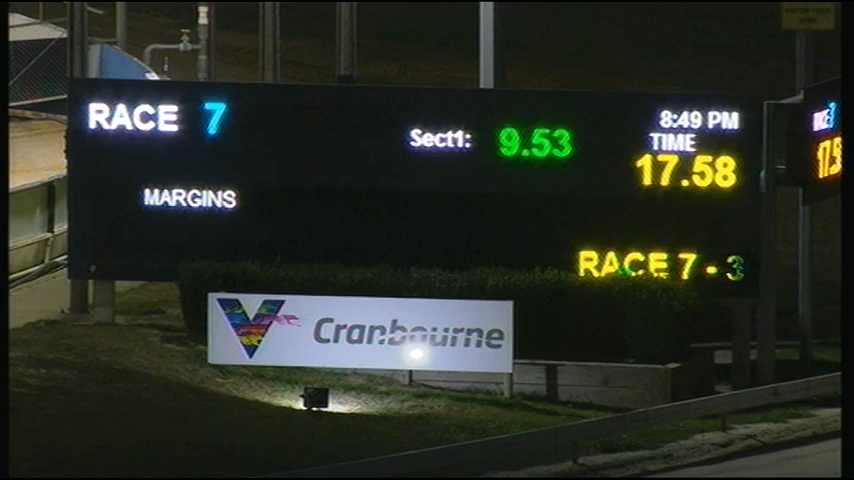 RACE 7
8:49 PM
Sect1: 9.53
TIME
17.58
MARGINS
RACE 7 - 3
Cranbourne